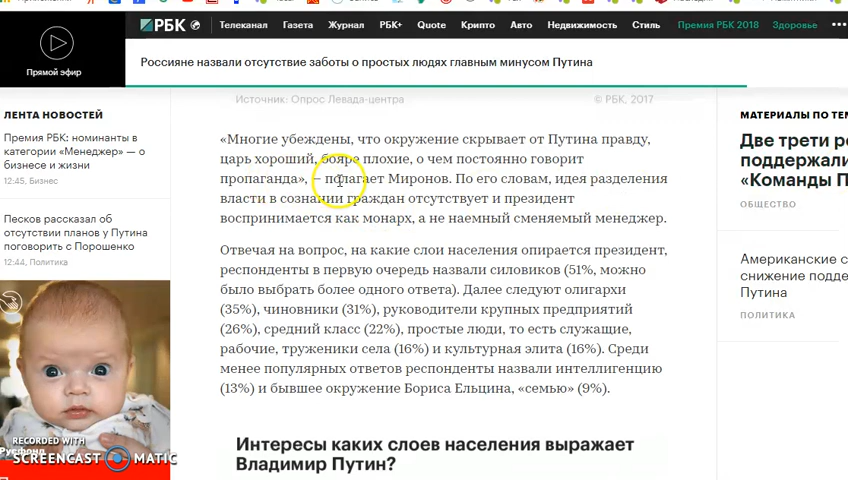 РБК
Телеканал
Газета
Журнал
РБК+
Quote
Крипто
Авто
Недвижимость
Стиль
Премия РБК 2018
Здоровье
Прямой эфир
Россияне назвали отсутствие заботы о простых людях главным минусом Путина
ЛЕНТА НОВОСТЕЙ
Премия РБК: номинанты в
категории «Менеджер» — о
бизнесе и жизни
12:45, Бизнес
Песков рассказал об
отсутствии планов у Путина
поговорить с Порошенко
12:44, Политика
RECORDED WITH
SCREENCAST MATIC
Русфонд
Источник: Опрос Левада-центра
© РБК, 2017
«Многие убеждены, что окружение скрывает от Путина правду,
царь хороший, бояре плохие, о чем постоянно говорит
пропаганда», – полагает Миронов. По его словам, идея разделения
власти в сознании граждан отсутствует и президент
воспринимается как монарх, а не наемный сменяемый менеджер.
Отвечая на вопрос, на какие слои населения опирается президент,
респонденты в первую очередь назвали силовиков (51%, можно
было выбрать более одного ответа). Далее следуют олигархи
(35%), чиновники (31%), руководители крупных предприятий
(26%), средний класс (22%), простые люди, то есть служащие,
рабочие, труженики села (16%) и культурная элита (16%). Среди
менее популярных ответов респонденты назвали интеллигенцию
(13%) и бывшее окружение Бориса Ельцина, «семью» (9%).
Интересы каких слоев населения выражает
Владимир Путин?
МАТЕРИАЛЫ ПО ТЕМ
Две трети ро
поддержали
«Команды П
ОБЩЕСТВО
Американские с
снижение подде
Путина
ПОЛИТИКА